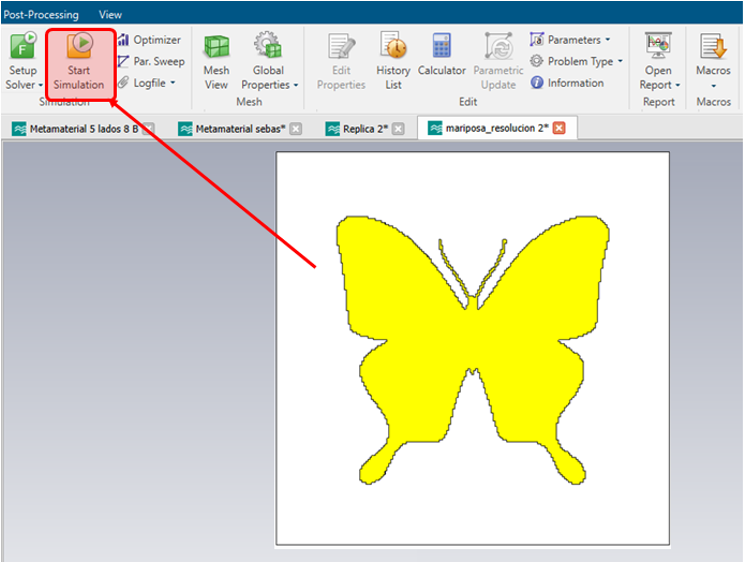 Post-Processing View
Setup Solver
Start Simulation
Optimizer
Par. Sweep
Logfile
Simulation
Mesh View
Global Properties
Mesh
Edit Properties
History List
Calculator
Parametric Update
Parameters
Problem Type
Information
Edit
Open Report
Report
Macros
Macros
Metamaterial 5 lados 8 B
Metamaterial sebas*
Replica 2*
mariposa_resolucion 2*